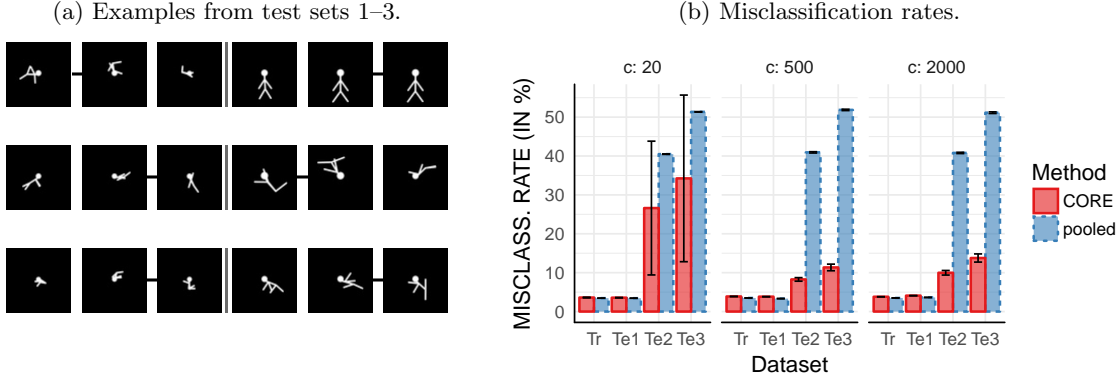 (a) Examples from test sets 1–3.
(b) Misclassification rates.
c: 20
c: 500
c: 2000
MISCLASS. RATE (IN %)
50
40
30
20
10
0
Tr Te1 Te2 Te3
Tr Te1 Te2 Te3
Tr Te1 Te2 Te3
Dataset
Method
CORE
pooled